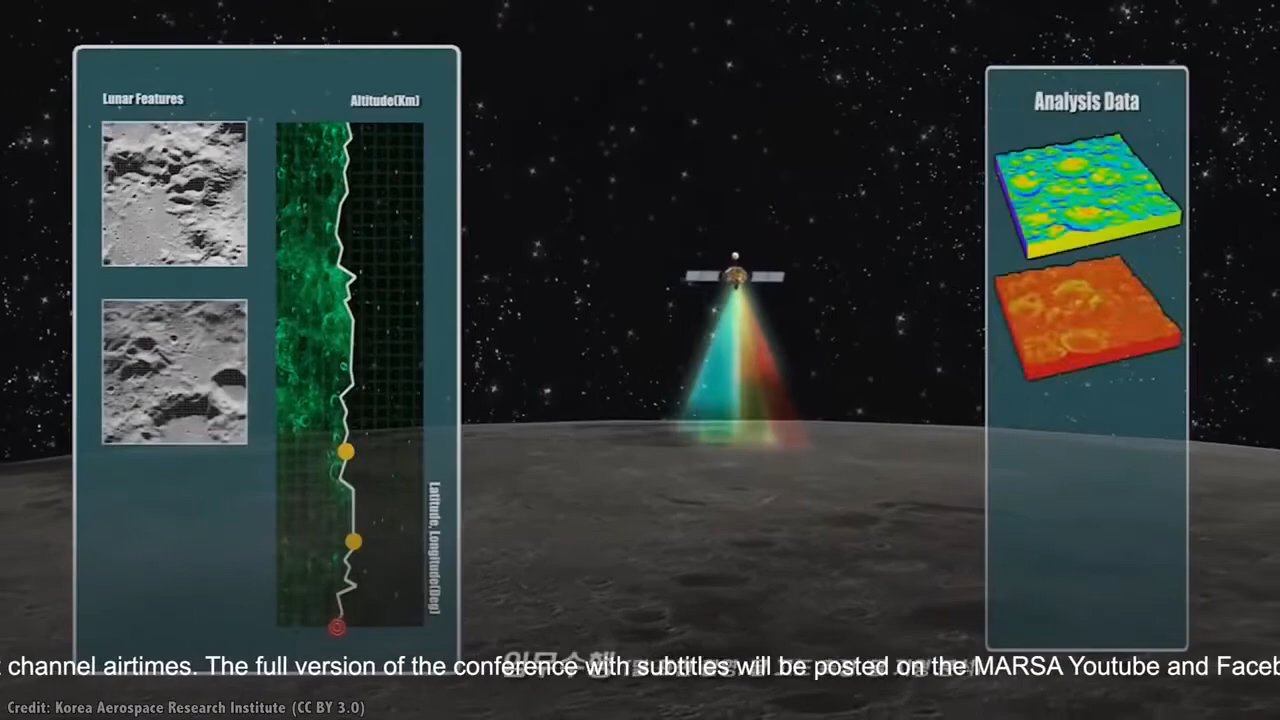 Lunar Features
Altitude(Km)
Analysis Data
Latitude, Longitude(Deg)
channel airtimes. The full version of the conference with subtitles will be posted on the MARSA Youtube and Faceb
Credit: Korea Aerospace Research Institute (CC BY 3.0)